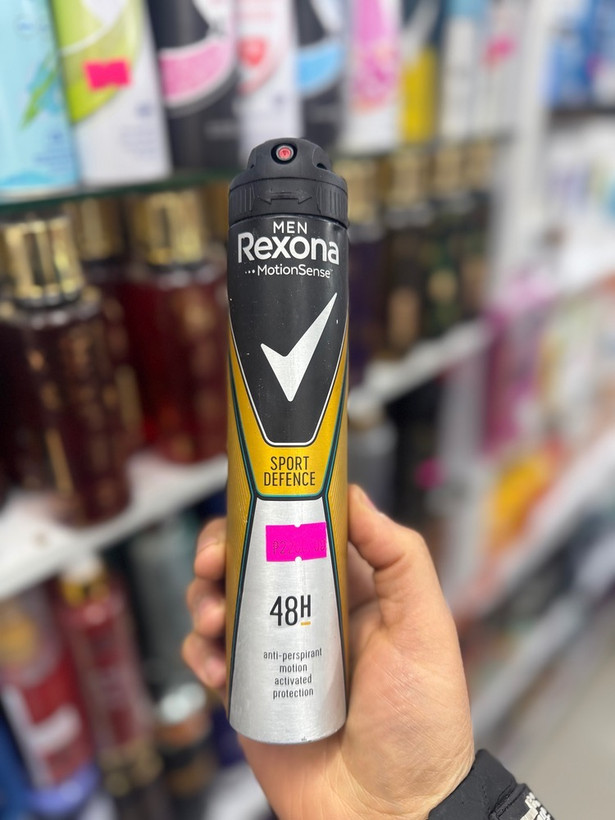 MEN
Rexona
MotionSense
SPORT
DEFENCE
48H
anti-perspirant
motion
activated
protection